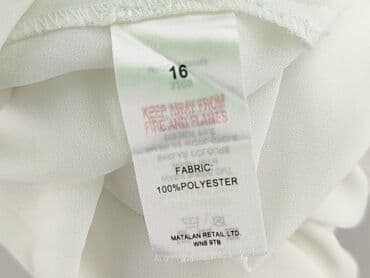 16
KEEP AWAY FROM
FIRE AND FLAMES
FABRIC:
100%POLYESTER
MATALAN RETAIL LTD
WN8 9TB